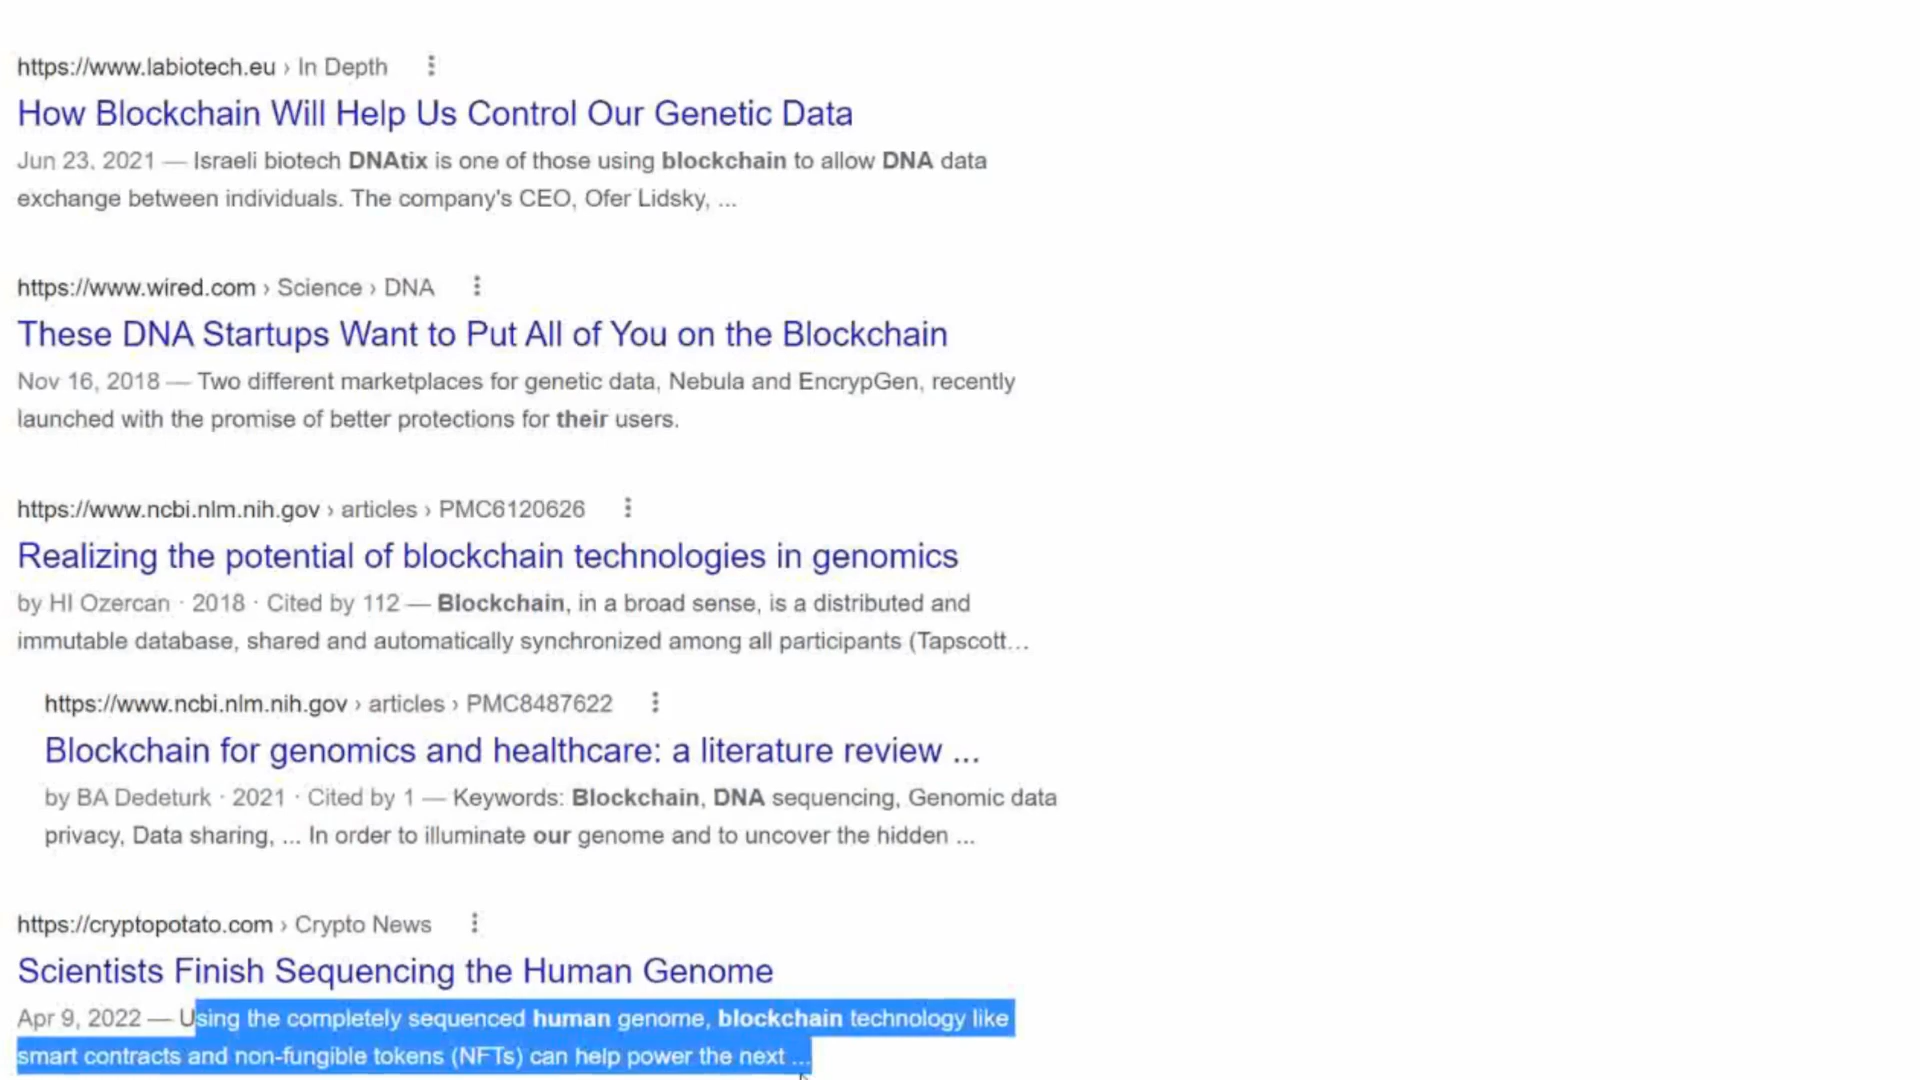 https://www.labiotech.eu › In Depth
How Blockchain Will Help Us Control Our Genetic Data
Jun 23, 2021 — Israeli biotech DNAtix is one of those using blockchain to allow DNA data
exchange between individuals. The company's CEO, Ofer Lidsky, ...
https://www.wired.com › Science › DNA
These DNA Startups Want to Put All of You on the Blockchain
Nov 16, 2018 — Two different marketplaces for genetic data, Nebula and EncrypGen, recently
launched with the promise of better protections for their users.
https://www.ncbi.nlm.nih.gov › articles › PMC6120626
Realizing the potential of blockchain technologies in genomics
by HI Ozercan · 2018 · Cited by 112 — Blockchain, in a broad sense, is a distributed and
immutable database, shared and automatically synchronized among all participants (Tapscott...
https://www.ncbi.nlm.nih.gov › articles › PMC8487622
Blockchain for genomics and healthcare: a literature review ...
by BA Dedeturk · 2021 · Cited by 1 — Keywords: Blockchain, DNA sequencing, Genomic data
privacy, Data sharing, ... In order to illuminate our genome and to uncover the hidden ...
https://cryptopotato.com › Crypto News
Scientists Finish Sequencing the Human Genome
Apr 9, 2022 — Using the completely sequenced human genome, blockchain technology like
smart contracts and non-fungible tokens (NFTs) can help power the next ...